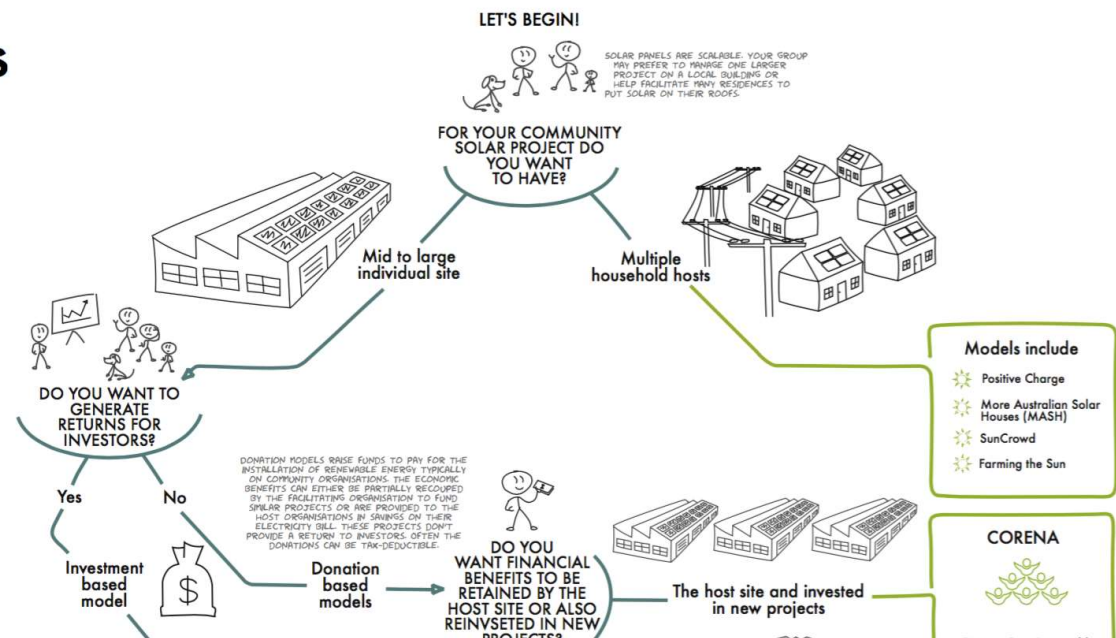 S
LET'S BEGIN!
SOLAR PANELS ARE SCALABLE. YOUR GROUP
MAY PREFER TO MANAGE ONE LARGER
PROJECT ON A LOCAL BUILDING OR
HELP FACILITATE MANY RESIDENCES TO
PUT SOLAR ON THEIR ROOFS.
FOR YOUR COMMUNITY
SOLAR PROJECT DO
YOU WANT
TO HAVE?
Mid to large
individual site
Multiple
household hosts
Models include
Positive Charge
More Australian Solar
Houses (MASH)
SunCrowd
Farming the Sun
DO YOU WANT TO
GENERATE
RETURNS FOR
INVESTORS?
Yes
No
DONATION MODELS RAISE FUNDS TO PAY FOR THE
INSTALLATION OF RENEWABLE ENERGY TYPICALLY
ON COMMUNITY ORGANISATIONS. THE ECONOMIC
BENEFITS CAN EITHER BE PARTIALLY RECOUPED
BY THE FACILITATING ORGANISATION TO FUND
SIMILAR PROJECTS OR ARE PROVIDED TO THE
HOST ORGANISATIONS IN SAVINGS ON THEIR
ELECTRICITY BILL. THESE PROJECTS DON'T
PROVIDE A RETURN TO INVESTORS. OFTEN THE
DONATIONS CAN BE TAX-DEDUCTIBLE.
Investment
based
model
$
Donation
based
models
DO YOU
WANT FINANCIAL
BENEFITS TO BE
RETAINED BY THE
HOST SITE OR ALSO
REINVSETED IN NEW
PROJECTS?
The host site and invested
in new projects
CORENA